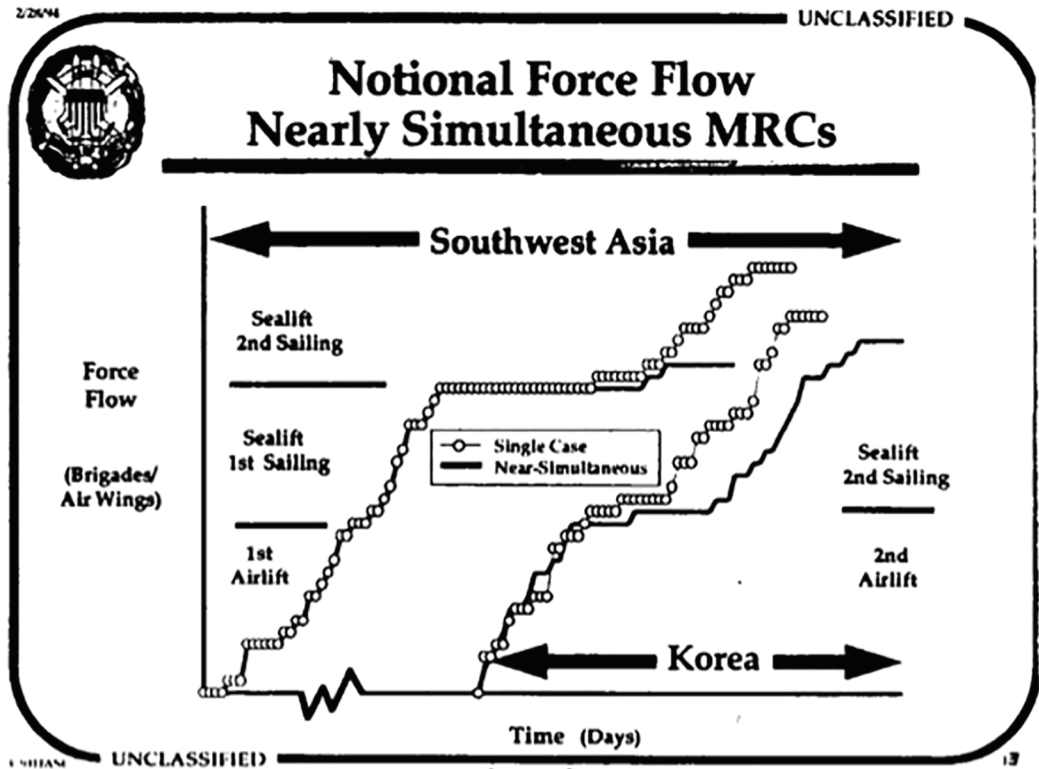 UNCLASSIFIED
Notional Force Flow
Nearly Simultaneous MRCs
Southwest Asia
Sealift
2nd Sailing
Force
Flow
Sealift
1st Sailing
(Brigades/
Air Wings)
1st
Airlift
Single Case
Near-Simultaneous
Sealift
2nd Sailing
2nd
Airlift
Korea
Time (Days)
UNCLASSIFIED